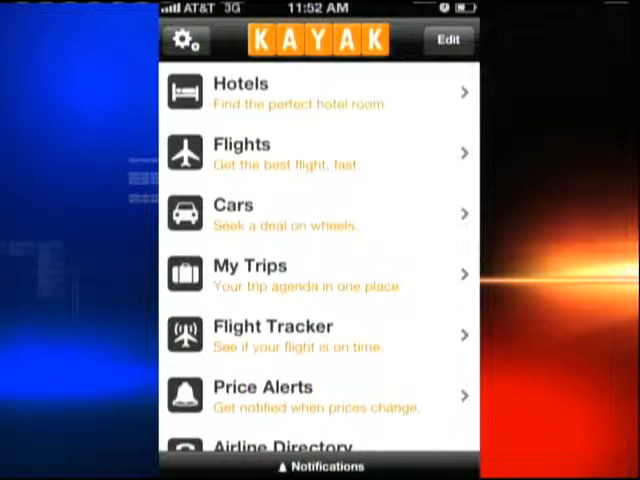 AT&T 3G 11:52 AM
KAYAK Edit
Hotels
Find the perfect hotel room
Flights
Get the best flight, fast.
Cars
Seek a deal on wheels.
My Trips
Your trip agenda in one place
Flight Tracker
See if your flight is on time.
Price Alerts
Get notified when prices change.
Airline Directory
Notifications